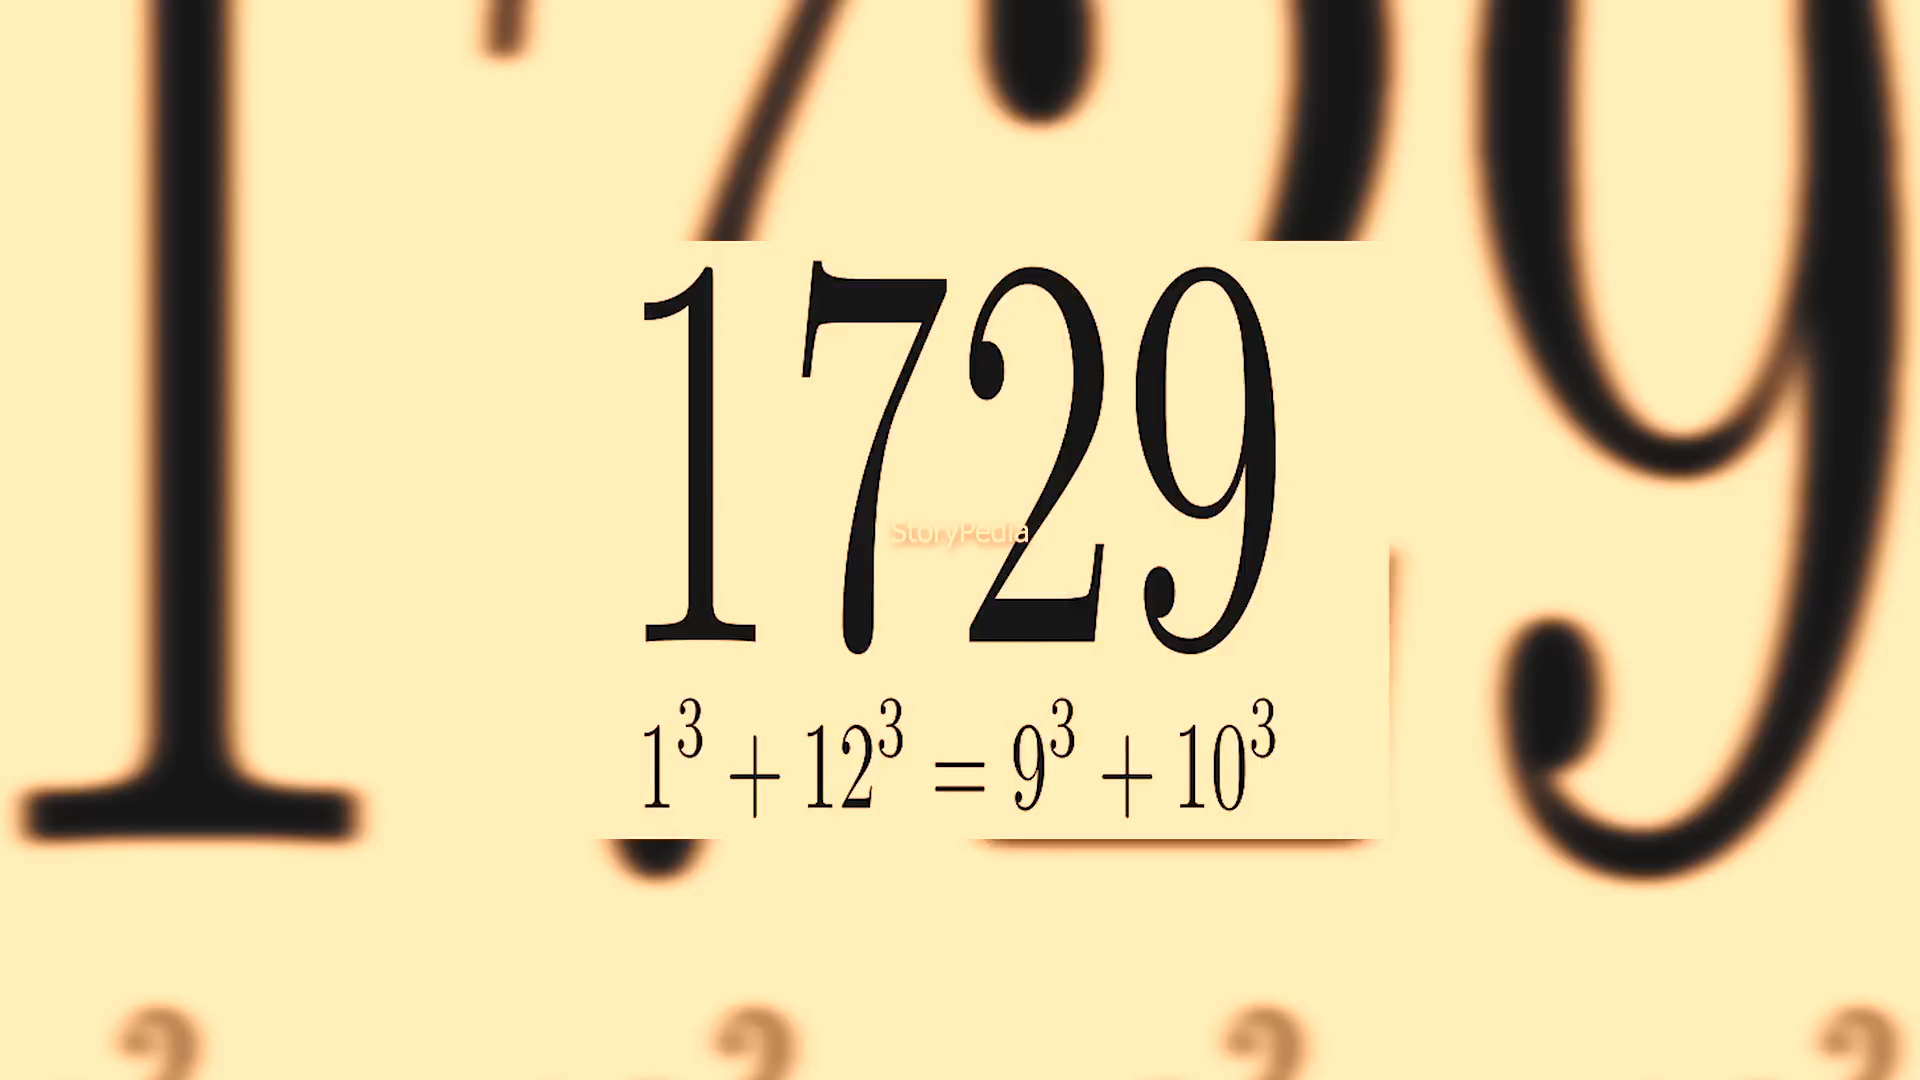 1729
StoryPedia
1³ + 12³ = 9³ + 10³